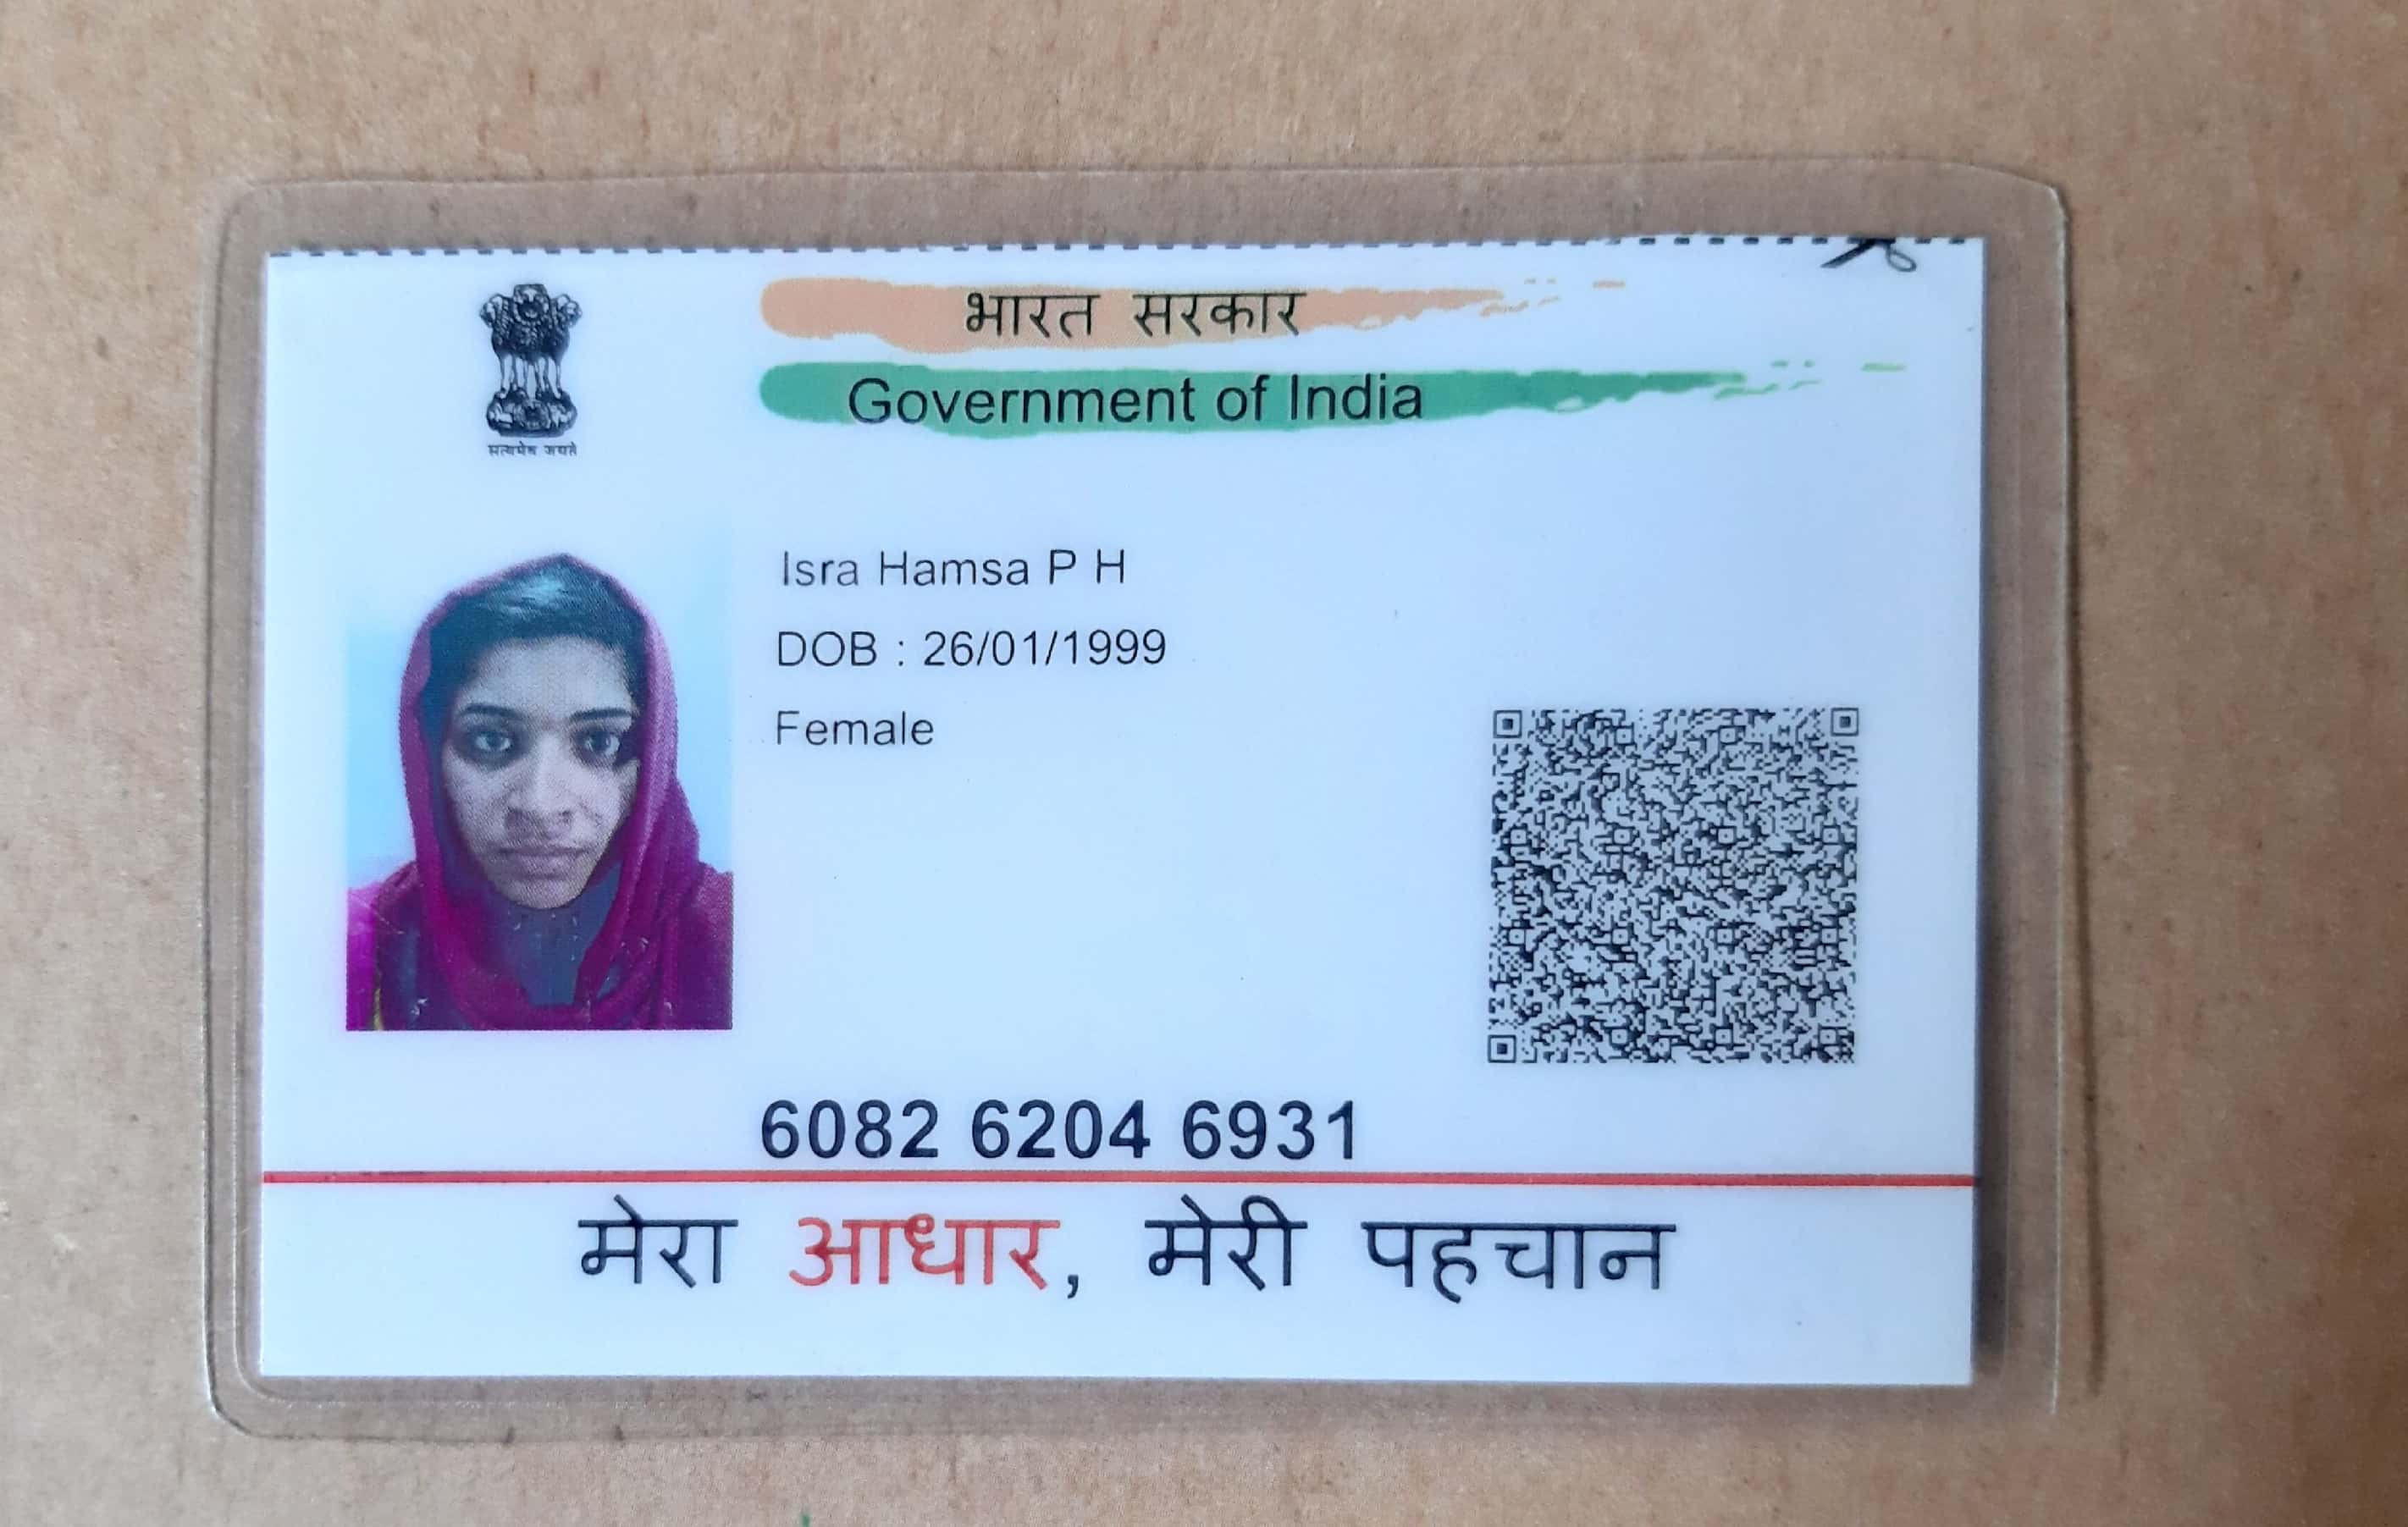 भारत सरकार
Government of India
सत्यमेव जयते
Isra Hamsa P H
DOB : 26/01/1999
Female
6082 6204 6931
मेरा आधार, मेरी पहचान